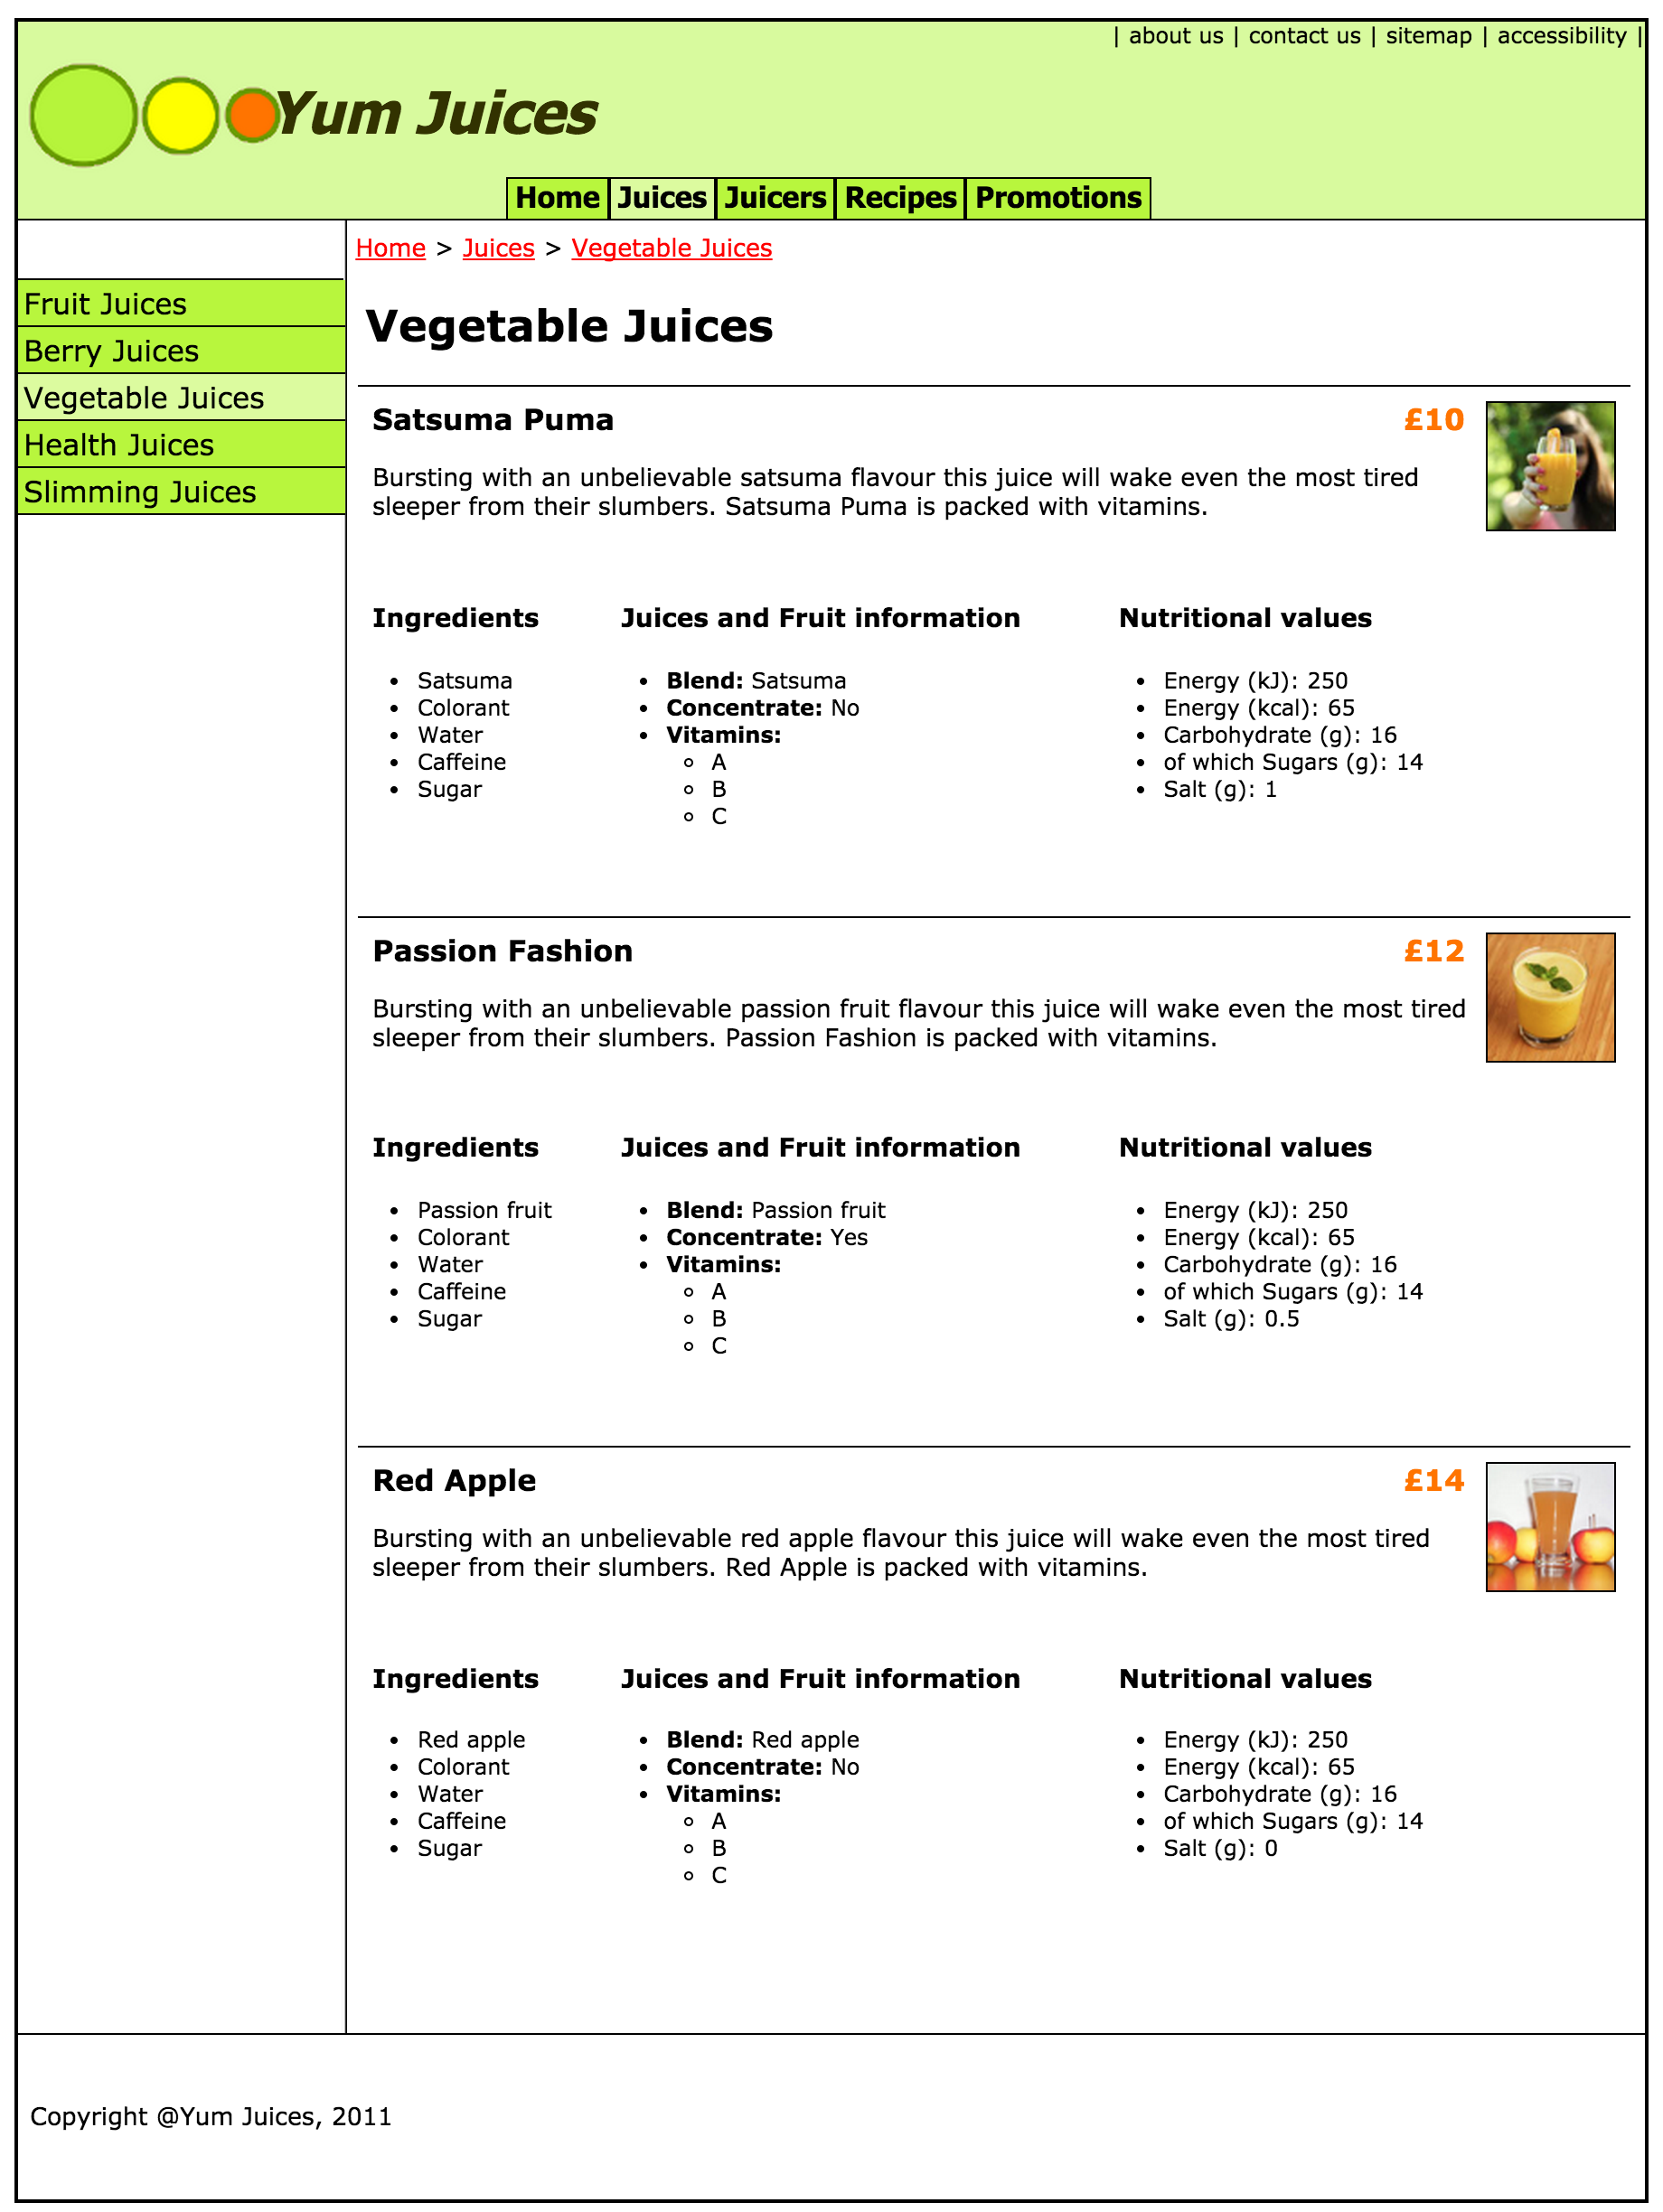 | about us | contact us | sitemap | accessibility |
Yum Juices
Home Juices Juicers Recipes Promotions
Home > Juices > Vegetable Juices
Fruit Juices
Berry Juices
Vegetable Juices
Health Juices
Slimming Juices
Vegetable Juices
Satsuma Puma
£10
Bursting with an unbelievable satsuma flavour this juice will wake even the most tired
sleeper from their slumbers. Satsuma Puma is packed with vitamins.
Ingredients
Satsuma
Colorant
Water
Caffeine
Sugar
Juices and Fruit information
Blend: Satsuma
Concentrate: No
Vitamins:
A
B
C
Nutritional values
Energy (kJ): 250
Energy (kcal): 65
Carbohydrate (g): 16
of which Sugars (g): 14
Salt (g): 1
Passion Fashion
£12
Bursting with an unbelievable passion fruit flavour this juice will wake even the most tired
sleeper from their slumbers. Passion Fashion is packed with vitamins.
Ingredients
Passion fruit
Colorant
Water
Caffeine
Sugar
Juices and Fruit information
Blend: Passion fruit
Concentrate: Yes
Vitamins:
A
B
C
Nutritional values
Energy (kJ): 250
Energy (kcal): 65
Carbohydrate (g): 16
of which Sugars (g): 14
Salt (g): 0.5
Red Apple
£14
Bursting with an unbelievable red apple flavour this juice will wake even the most tired
sleeper from their slumbers. Red Apple is packed with vitamins.
Ingredients
Red apple
Colorant
Water
Caffeine
Sugar
Juices and Fruit information
Blend: Red apple
Concentrate: No
Vitamins:
A
B
C
Nutritional values
Energy (kJ): 250
Energy (kcal): 65
Carbohydrate (g): 16
of which Sugars (g): 14
Salt (g): 0
Copyright @Yum Juices, 2011